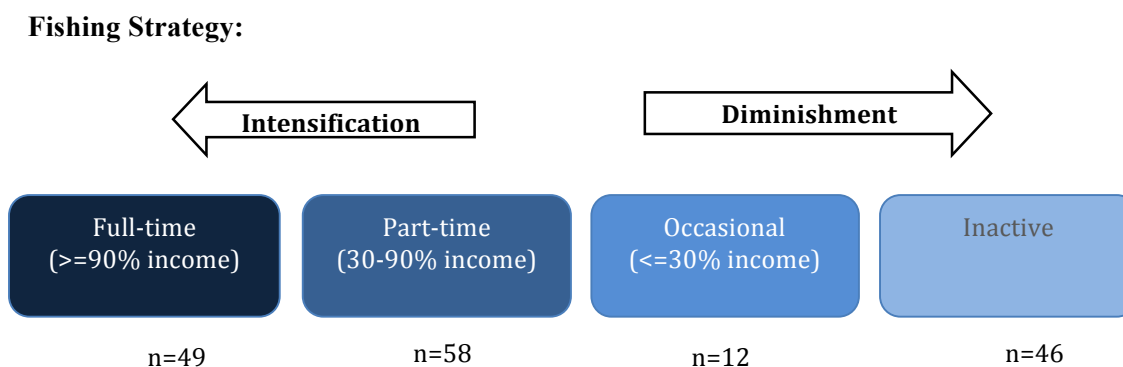 Fishing Strategy:
Intensification
Diminishment
Full-time
(>=90% income)
Part-time
(30-90% income)
Occasional
(<=30% income)
Inactive
n=49
n=58
n=12
n=46